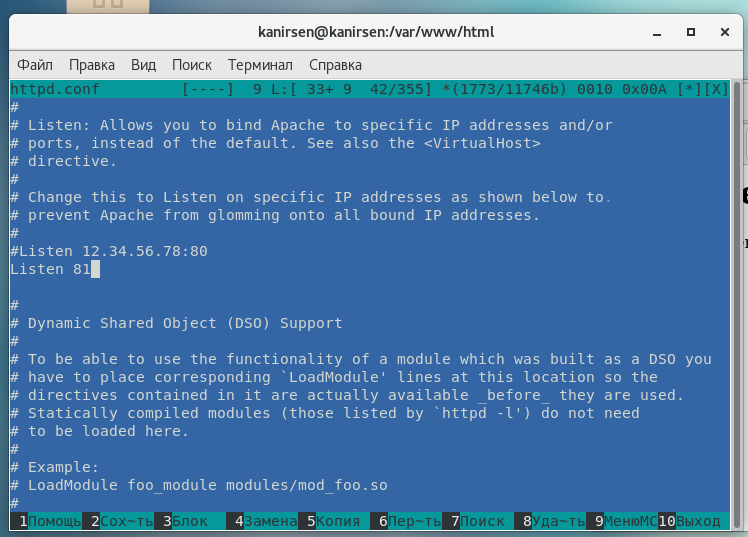 kanirsen@kanirsen:/var/www/html
Файл Правка Вид Поиск Терминал Справка
httpd.conf [----] 9 L:[ 33+ 9 42/355] *(1773/11746b) 0010 0x00A [*][X]
#
# Listen: Allows you to bind Apache to specific IP addresses and/or
# ports, instead of the default. See also the <VirtualHost>
# directive.
#
# Change this to Listen on specific IP addresses as shown below to.
# prevent Apache from glomming onto all bound IP addresses.
#
#Listen 12.34.56.78:80
Listen 81
#
# Dynamic Shared Object (DSO) Support
#
# To be able to use the functionality of a module which was built as a DSO you
# have to place corresponding `LoadModule' lines at this location so the
# directives contained in it are actually available _before_ they are used.
# Statically compiled modules (those listed by `httpd -l') do not need
# to be loaded here.
#
# Example:
# LoadModule foo_module modules/mod_foo.so
#
1Помощь 2Сох~ть 3Блок 4Замена 5Копия 6Пер~ть 7Поиск 8Уда~ть 9МенюMC 10Выход